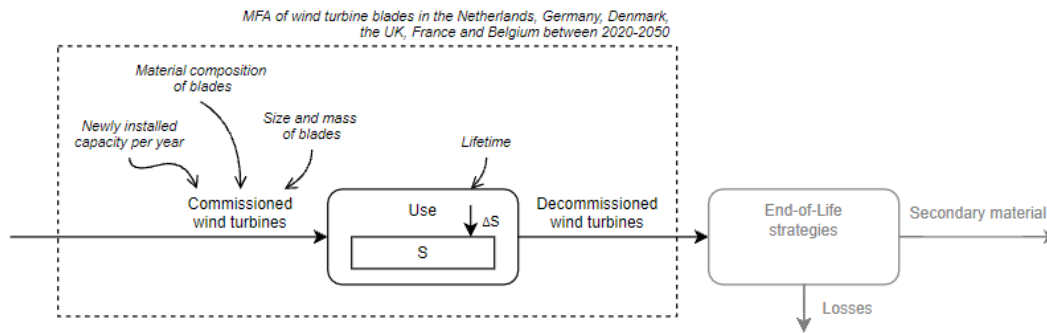 MFA of wind turbine blades in the Netherlands, Germany, Denmark,
the UK, France and Belgium between 2020-2050
Material composition
of blades
Newly installed
capacity per year
Size and mass
of blades
Lifetime
Commissioned
wind turbines
Use
ΔS
S
Decommissioned
wind turbines
End-of-Life
strategies
Secondary material
Losses